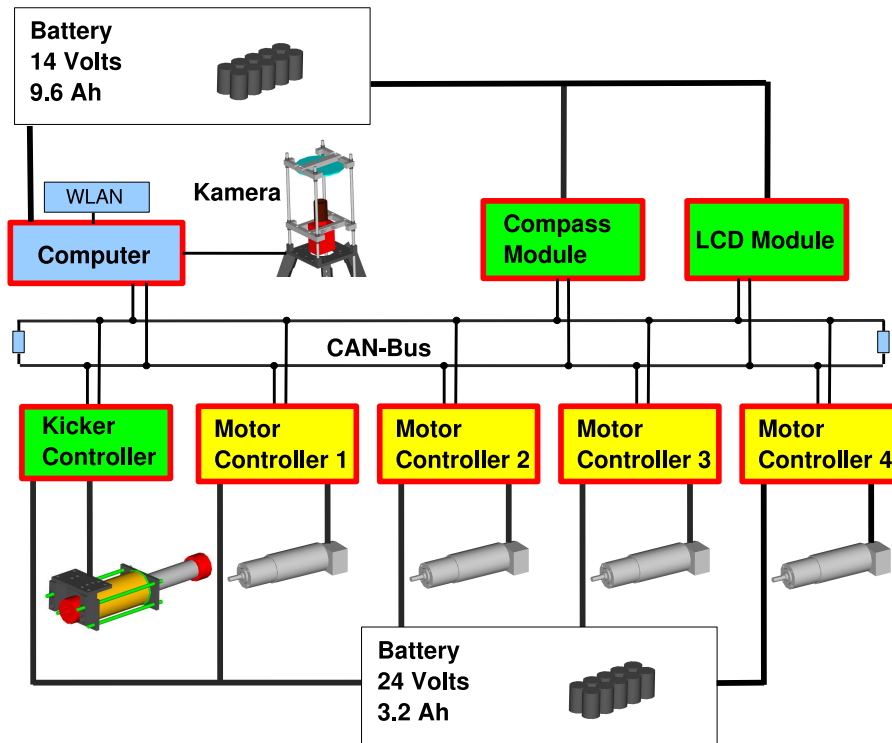 Battery
14 Volts
9.6 Ah
WLAN
Kamera
Computer
Compass
Module
LCD Module
CAN-Bus
Kicker
Controller
Motor
Controller 1
Motor
Controller 2
Motor
Controller 3
Motor
Controller 4
Battery
24 Volts
3.2 Ah